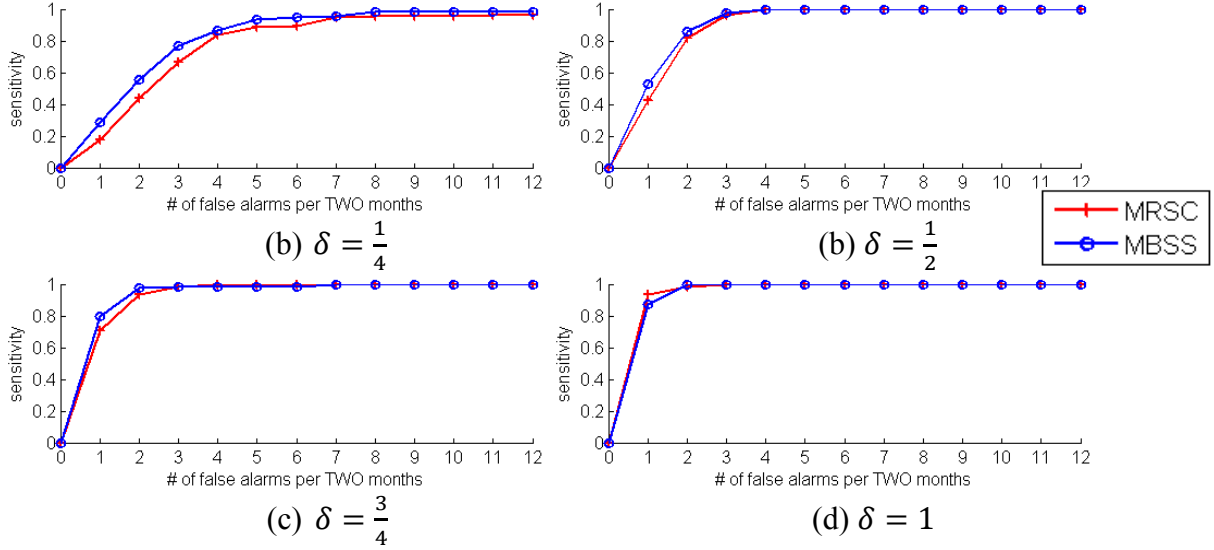 1
0.8
0.6
0.4
0.2
0
sensitivity
0 1 2 3 4 5 6 7 8 9 10 11 12
# of false alarms per TWO months
(b) δ = 1/4
1
0.8
0.6
0.4
0.2
0
sensitivity
0 1 2 3 4 5 6 7 8 9 10 11 12
# of false alarms per TWO months
(b) δ = 1/2
MRSC
MBSS
1
0.8
0.6
0.4
0.2
0
sensitivity
0 1 2 3 4 5 6 7 8 9 10 11 12
# of false alarms per TWO months
(c) δ = 3/4
1
0.8
0.6
0.4
0.2
0
sensitivity
0 1 2 3 4 5 6 7 8 9 10 11 12
# of false alarms per TWO months
(d) δ = 1